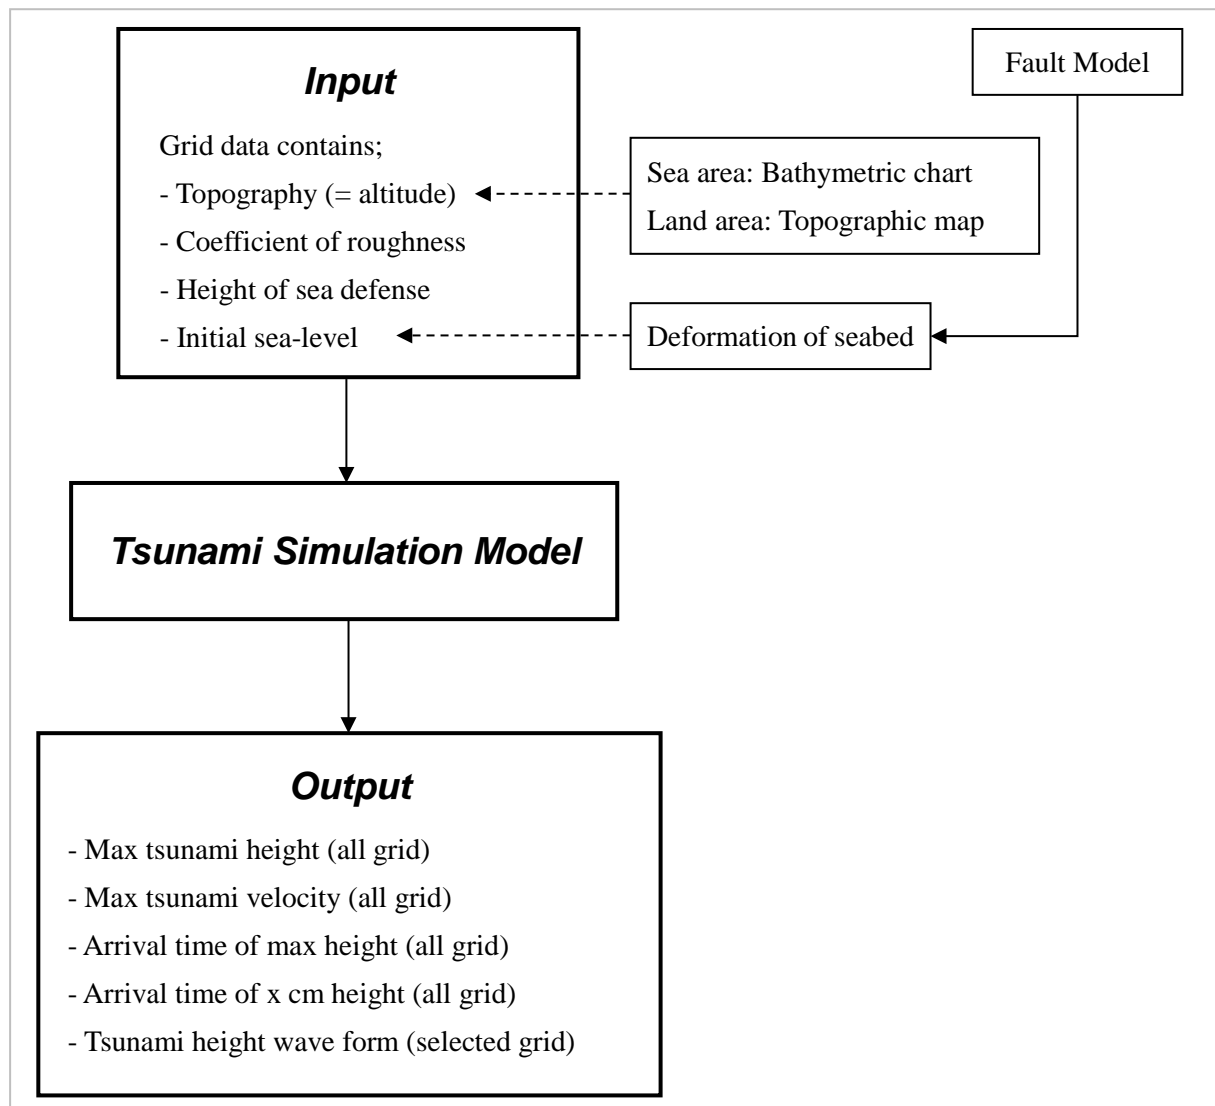 Input
Grid data contains;
- Topography (= altitude)
- Coefficient of roughness
- Height of sea defense
- Initial sea-level
Fault Model
Sea area: Bathymetric chart
Land area: Topographic map
Deformation of seabed
Tsunami Simulation Model
Output
- Max tsunami height (all grid)
- Max tsunami velocity (all grid)
- Arrival time of max height (all grid)
- Arrival time of x cm height (all grid)
- Tsunami height wave form (selected grid)